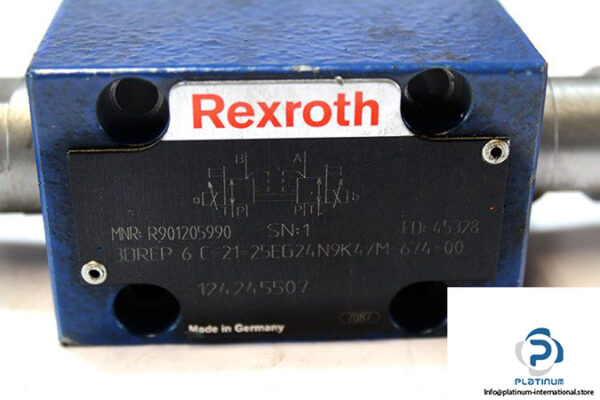 Rexroth
B A
a b
P P T
MNR: R901205990 SN:1 FD: 45328
3DREP 6 C-21-25EG24N9K4/M-674-00
124245507
7087
Made in Germany
PLATINUM
Info@platinum-international.store